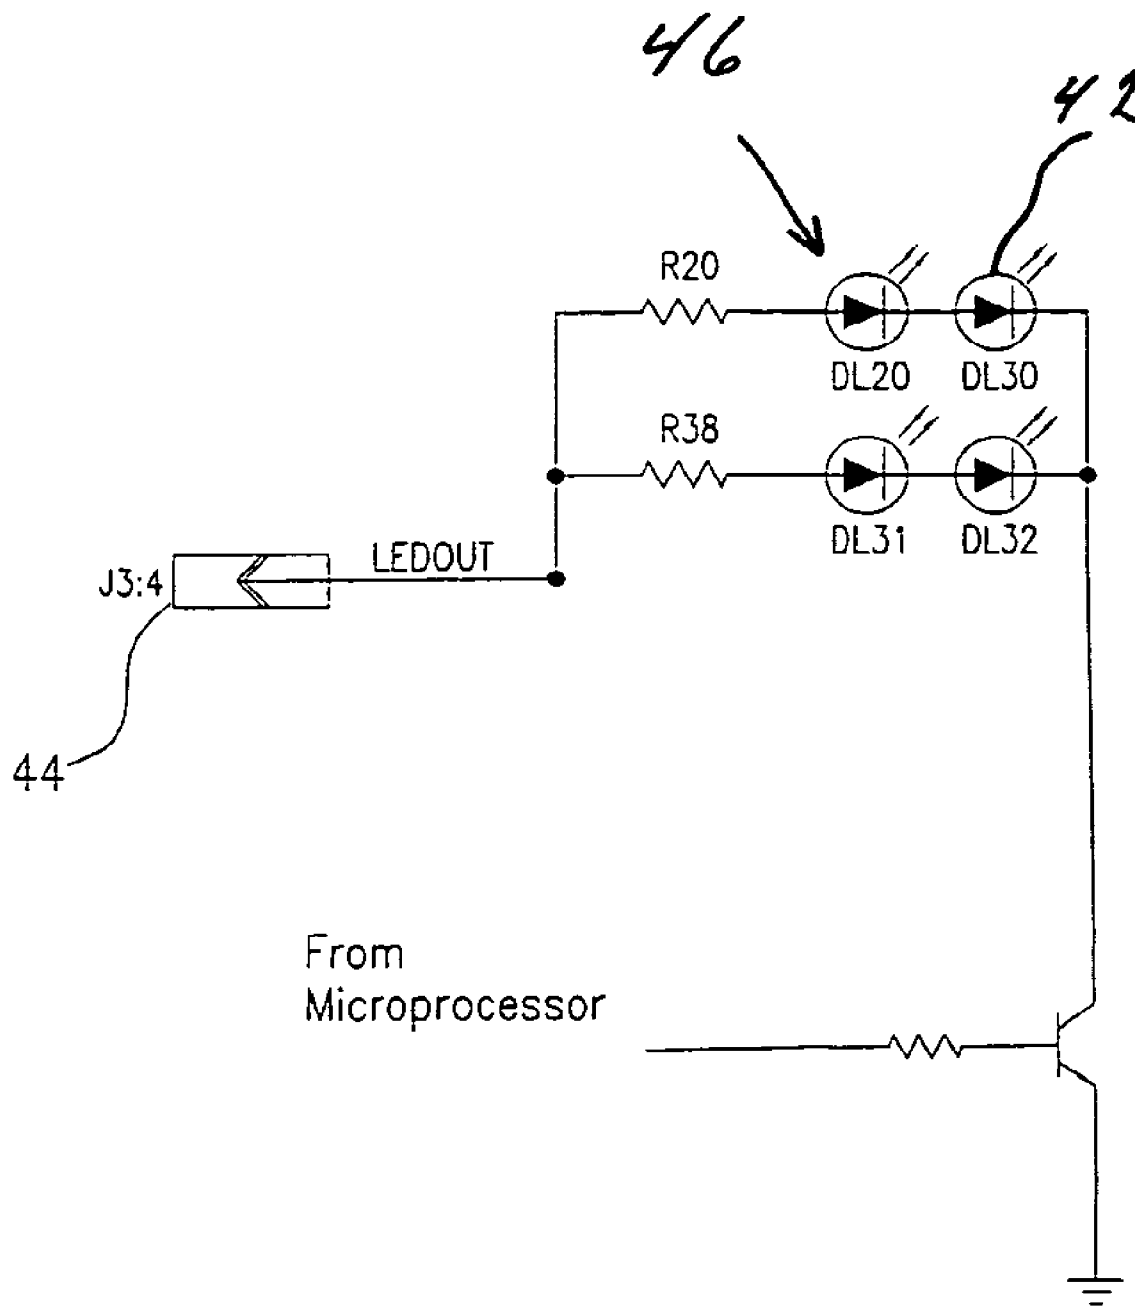 46
42
R20
DL20 DL30
R38
DL31 DL32
LEDOUT
J3:4
44
From
Microprocessor